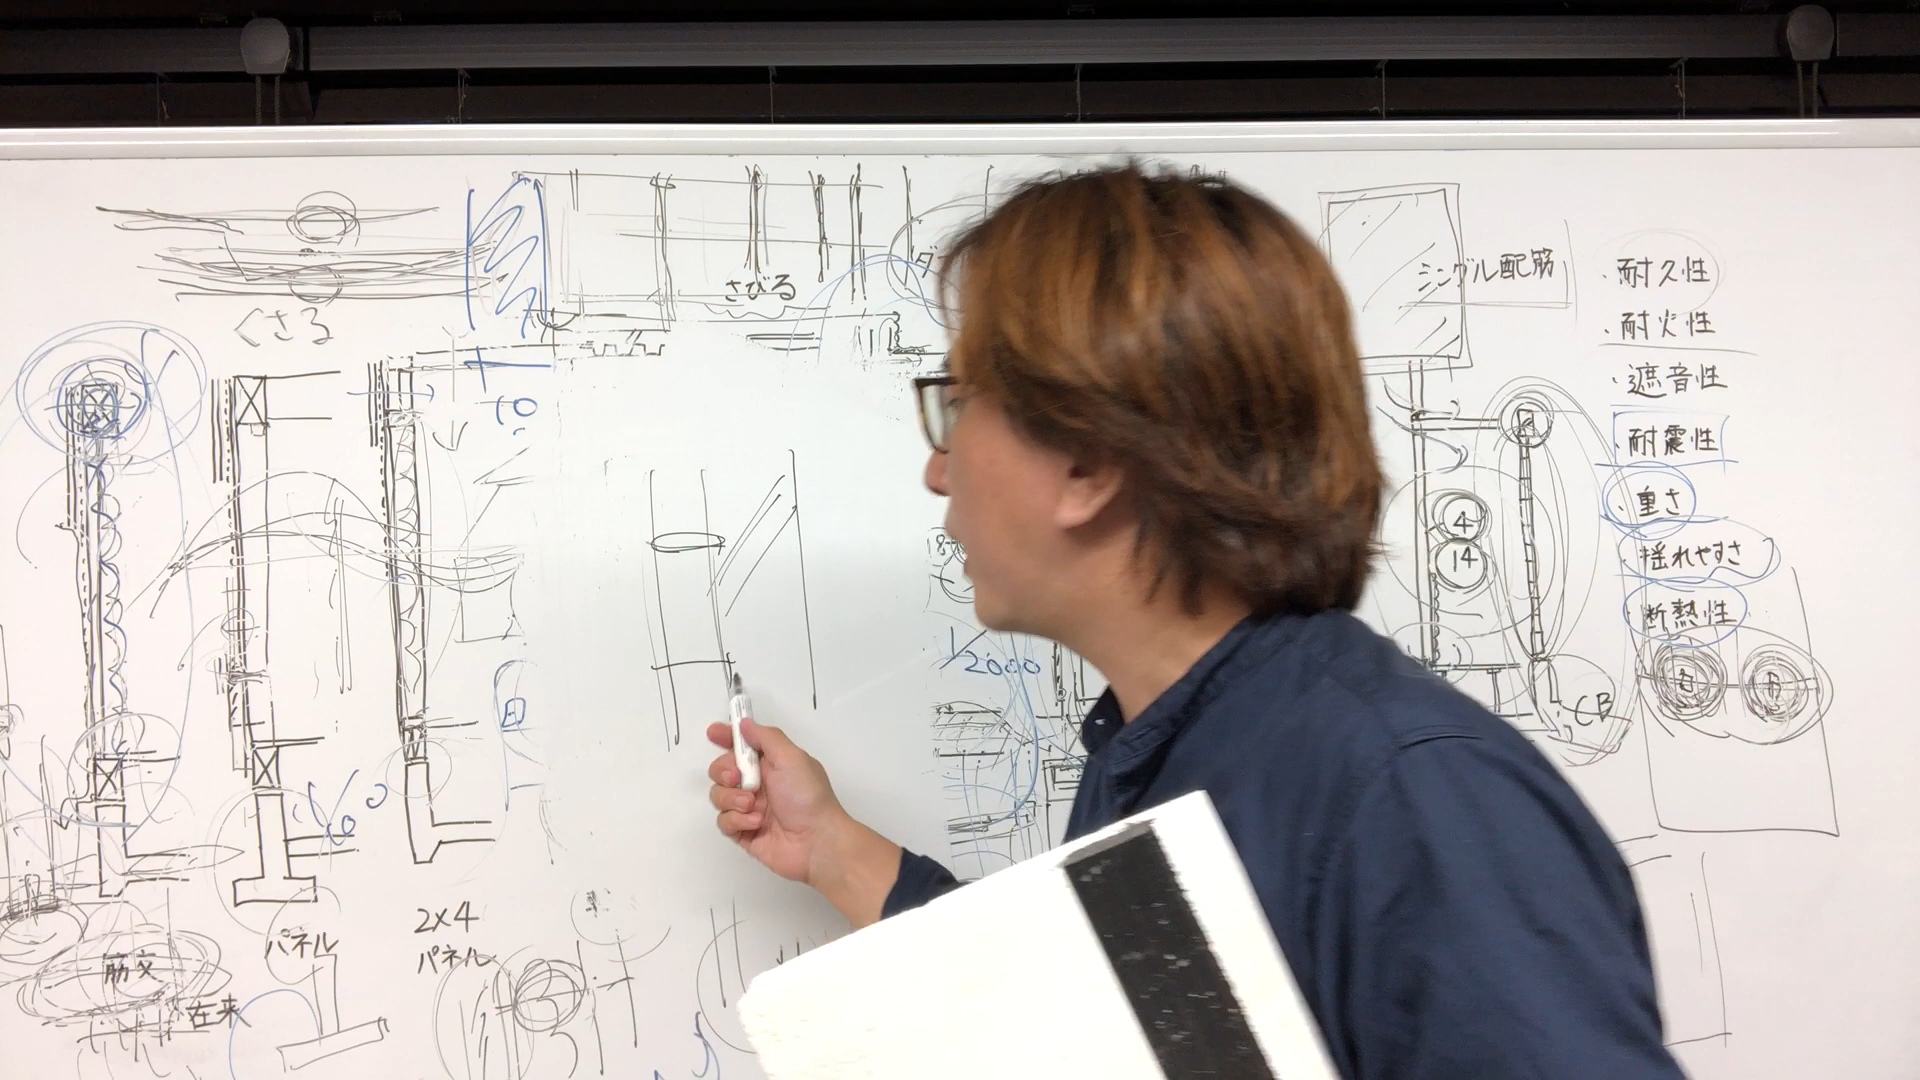 さびる
くさる
10
シングル配筋
・耐久性
・耐火性
・遮音性
・耐震性
・重さ
・揺れやすさ
・断熱性
4
14
1/2000
CB
筋交
在来
パネル
2×4
パネル